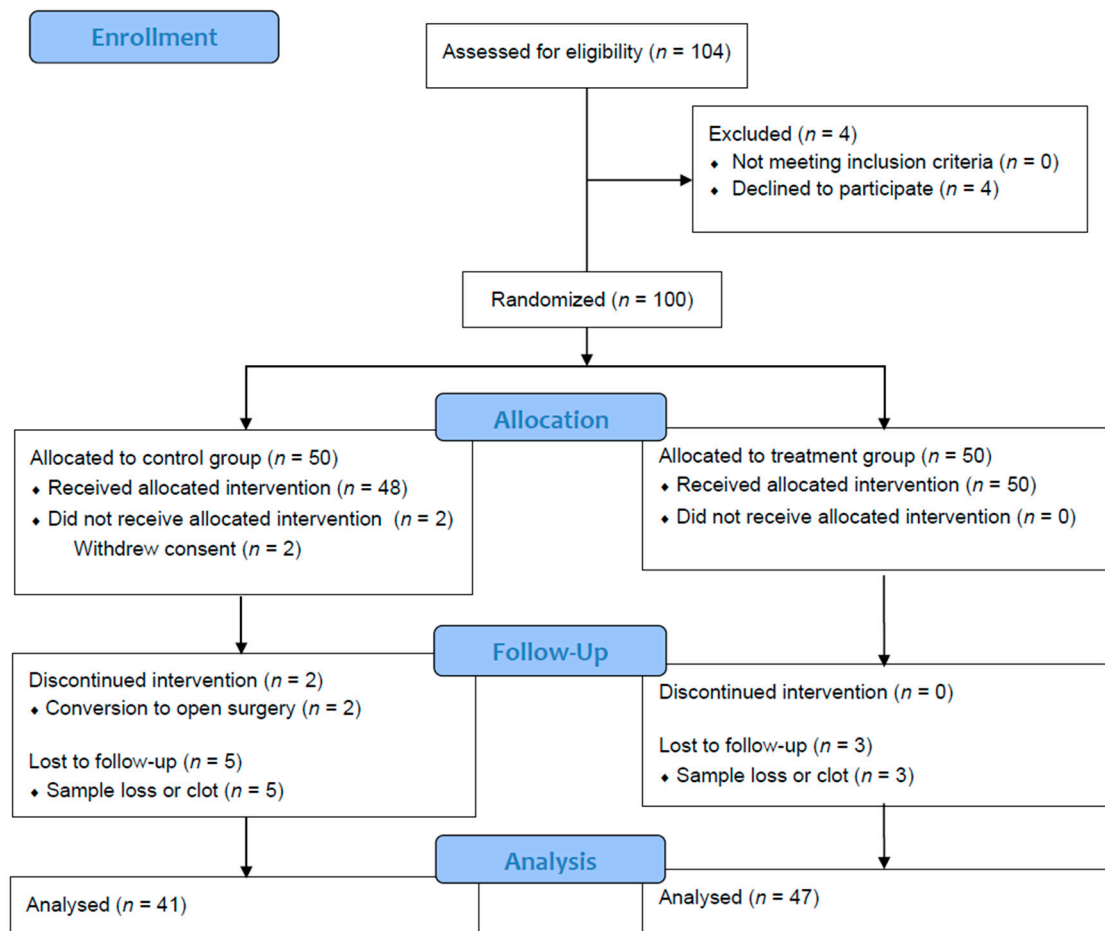 Enrollment
Assessed for eligibility (n = 104)
Excluded (n = 4)
⬧ Not meeting inclusion criteria (n = 0)
⬧ Declined to participate (n = 4)
Randomized (n = 100)
Allocation
Allocated to control group (n = 50)
⬧ Received allocated intervention (n = 48)
⬧ Did not receive allocated intervention (n = 2)
Withdrew consent (n = 2)
Allocated to treatment group (n = 50)
⬧ Received allocated intervention (n = 50)
⬧ Did not receive allocated intervention (n = 0)
Follow-Up
Discontinued intervention (n = 2)
⬧ Conversion to open surgery (n = 2)
Lost to follow-up (n = 5)
⬧ Sample loss or clot (n = 5)
Discontinued intervention (n = 0)
Lost to follow-up (n = 3)
⬧ Sample loss or clot (n = 3)
Analysis
Analysed (n = 41)
Analysed (n = 47)